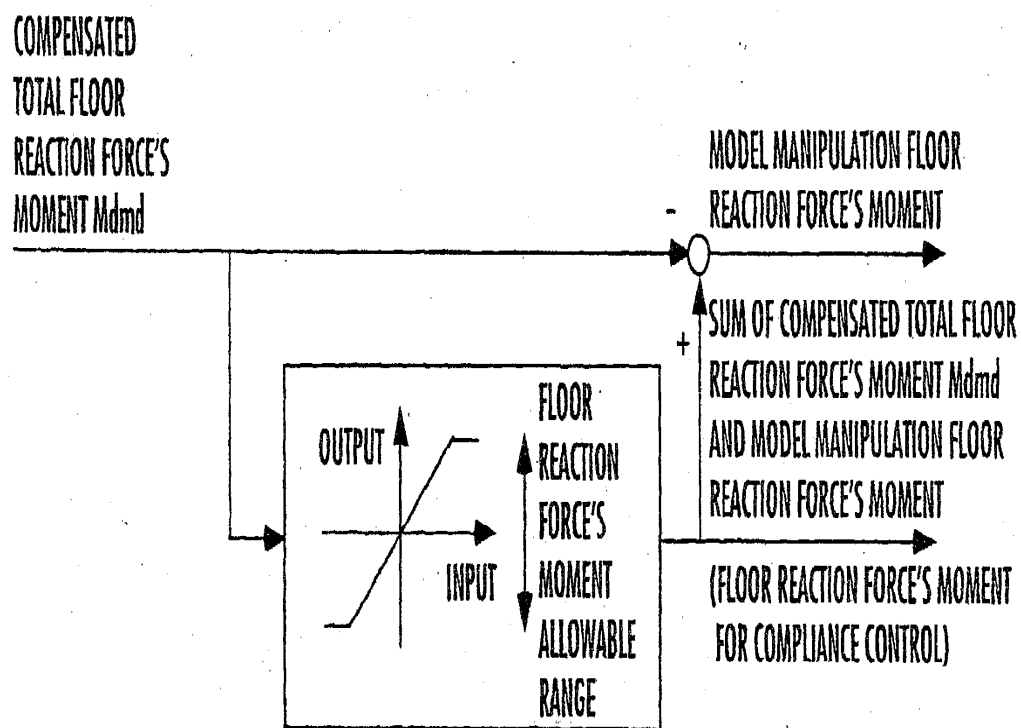 COMPENSATED
TOTAL FLOOR
REACTION FORCE'S
MOMENT Mdmd
MODEL MANIPULATION FLOOR
REACTION FORCE'S MOMENT
-
+
SUM OF COMPENSATED TOTAL FLOOR
REACTION FORCE'S MOMENT Mdmd
AND MODEL MANIPULATION FLOOR
REACTION FORCE'S MOMENT
OUTPUT
INPUT
FLOOR
REACTION
FORCE'S
MOMENT
ALLOWABLE
RANGE
(FLOOR REACTION FORCE'S MOMENT
FOR COMPLIANCE CONTROL)